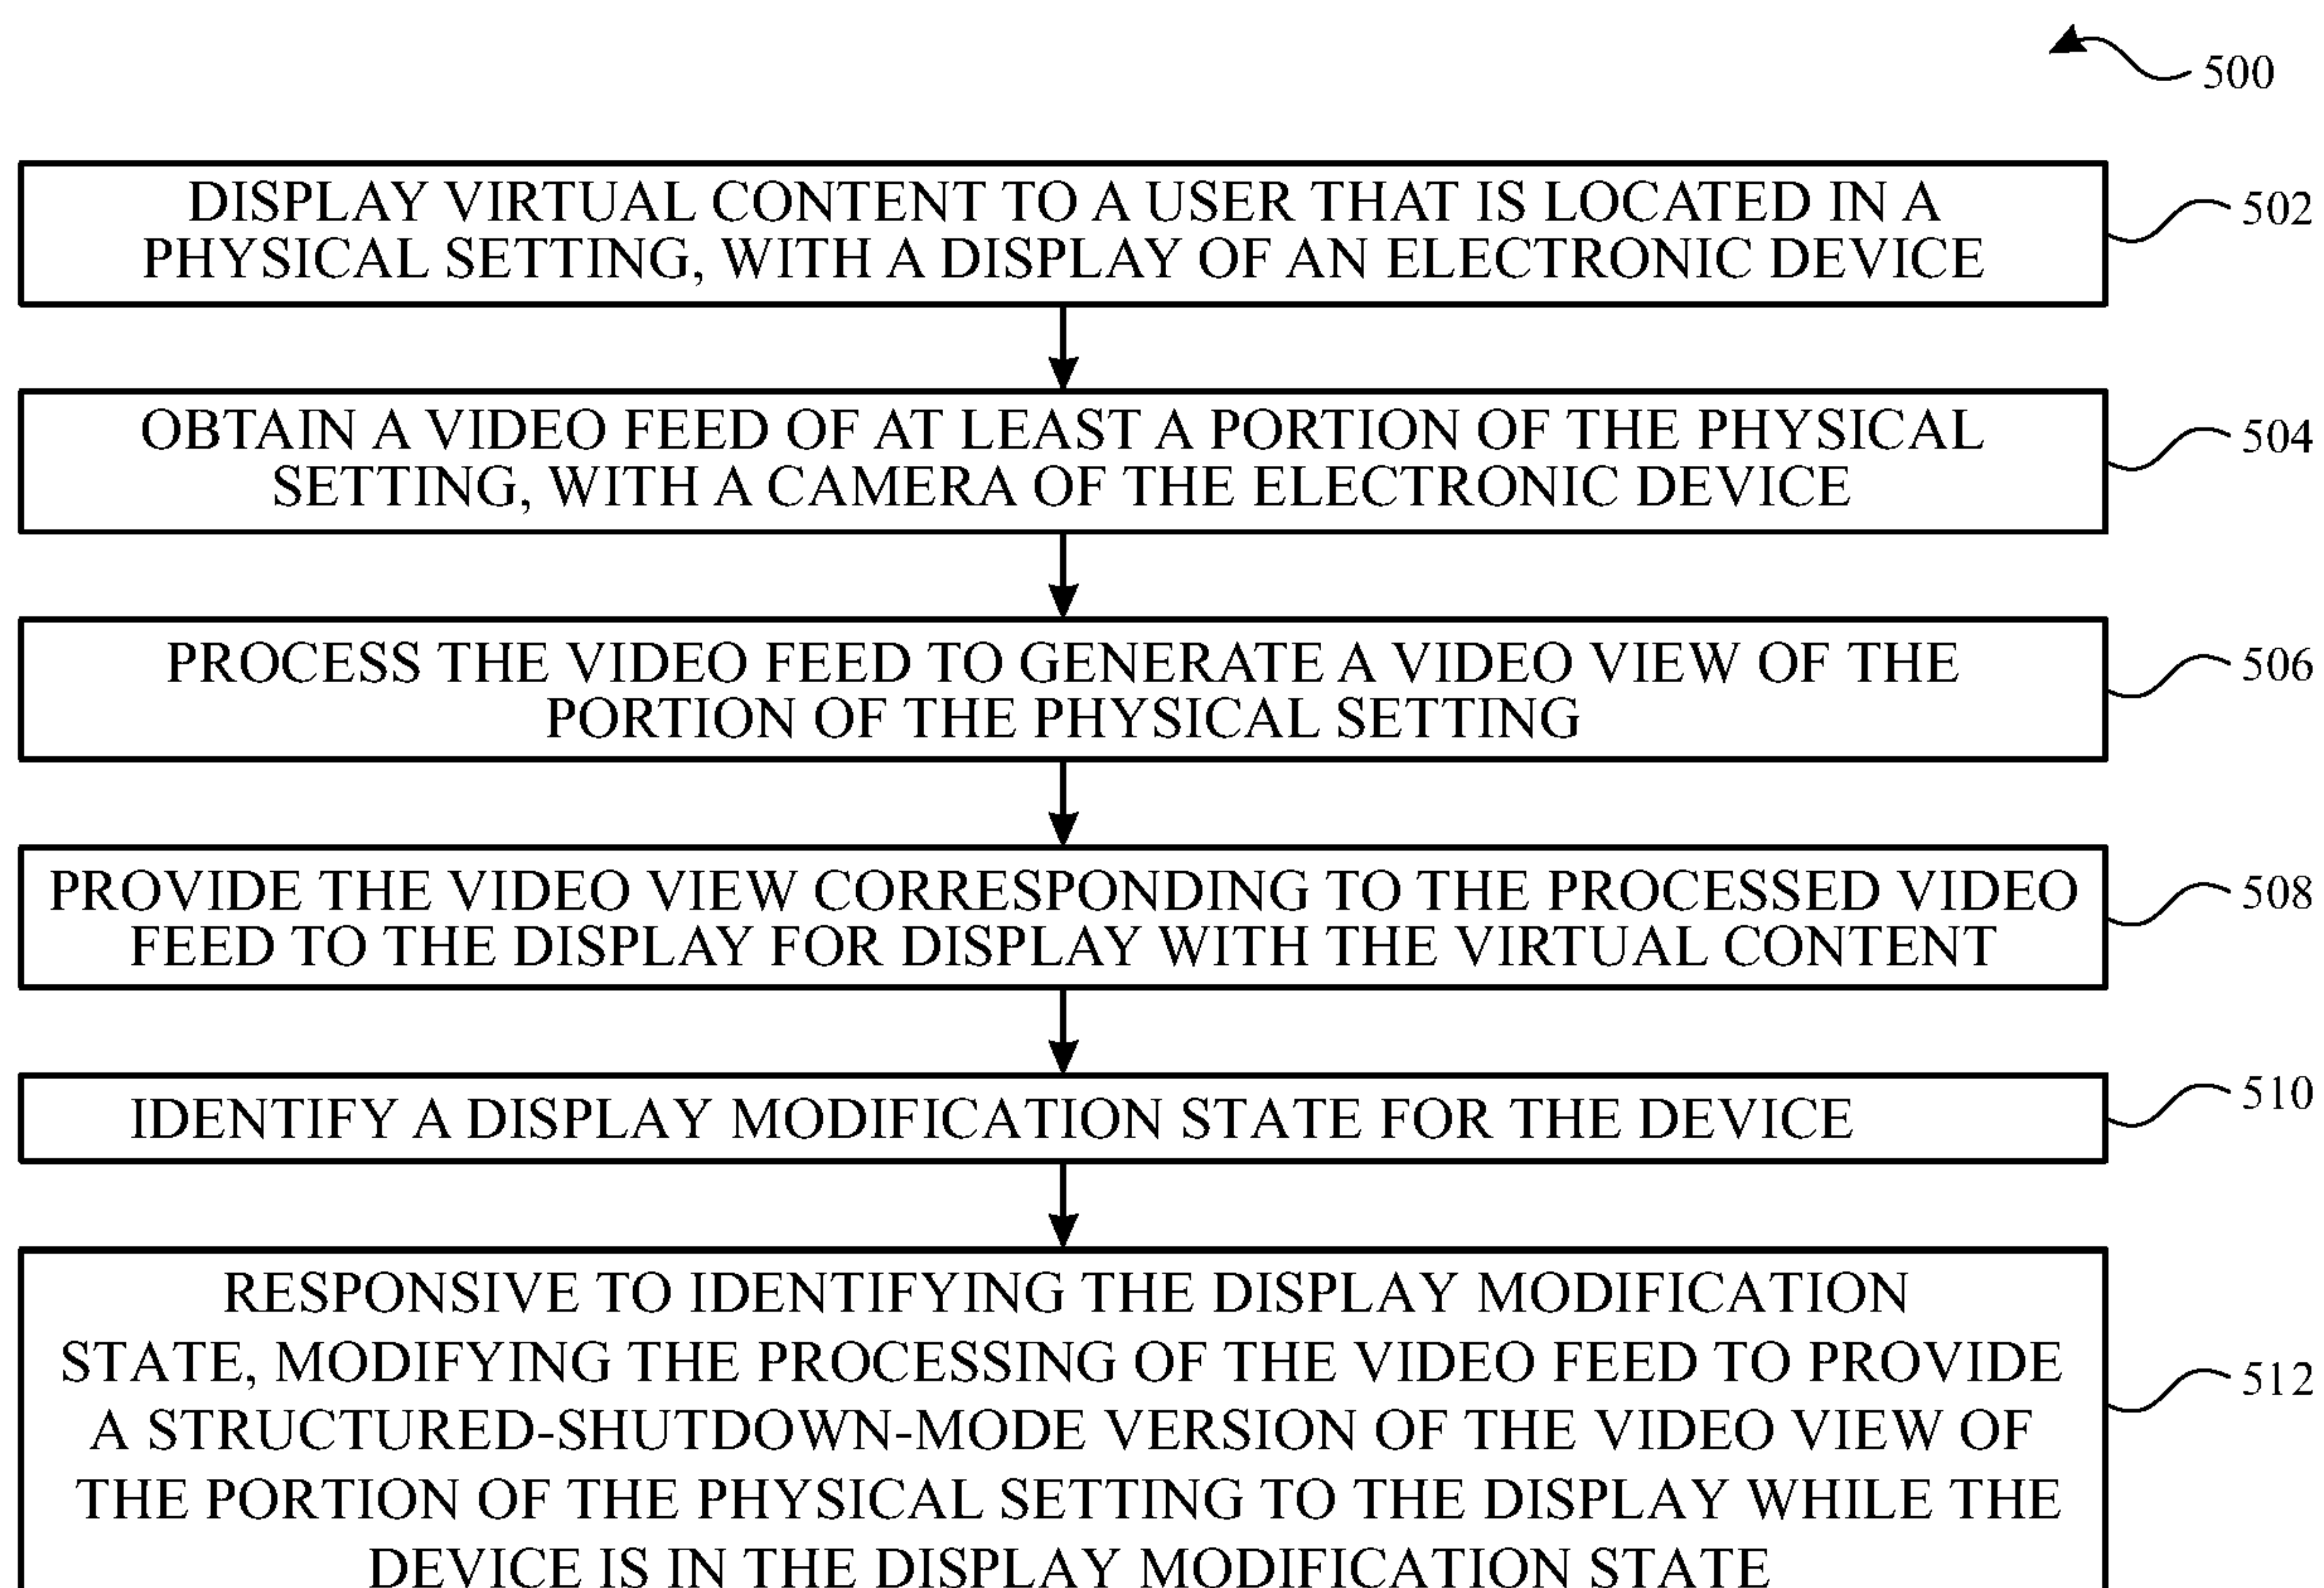 500
DISPLAY VIRTUAL CONTENT TO A USER THAT IS LOCATED IN A
PHYSICAL SETTING, WITH A DISPLAY OF AN ELECTRONIC DEVICE
502
OBTAIN A VIDEO FEED OF AT LEAST A PORTION OF THE PHYSICAL
SETTING, WITH A CAMERA OF THE ELECTRONIC DEVICE
504
PROCESS THE VIDEO FEED TO GENERATE A VIDEO VIEW OF THE
PORTION OF THE PHYSICAL SETTING
506
PROVIDE THE VIDEO VIEW CORRESPONDING TO THE PROCESSED VIDEO
FEED TO THE DISPLAY FOR DISPLAY WITH THE VIRTUAL CONTENT
508
IDENTIFY A DISPLAY MODIFICATION STATE FOR THE DEVICE
510
RESPONSIVE TO IDENTIFYING THE DISPLAY MODIFICATION
STATE, MODIFYING THE PROCESSING OF THE VIDEO FEED TO PROVIDE
A STRUCTURED-SHUTDOWN-MODE VERSION OF THE VIDEO VIEW OF
THE PORTION OF THE PHYSICAL SETTING TO THE DISPLAY WHILE THE
DEVICE IS IN THE DISPLAY MODIFICATION STATE
512